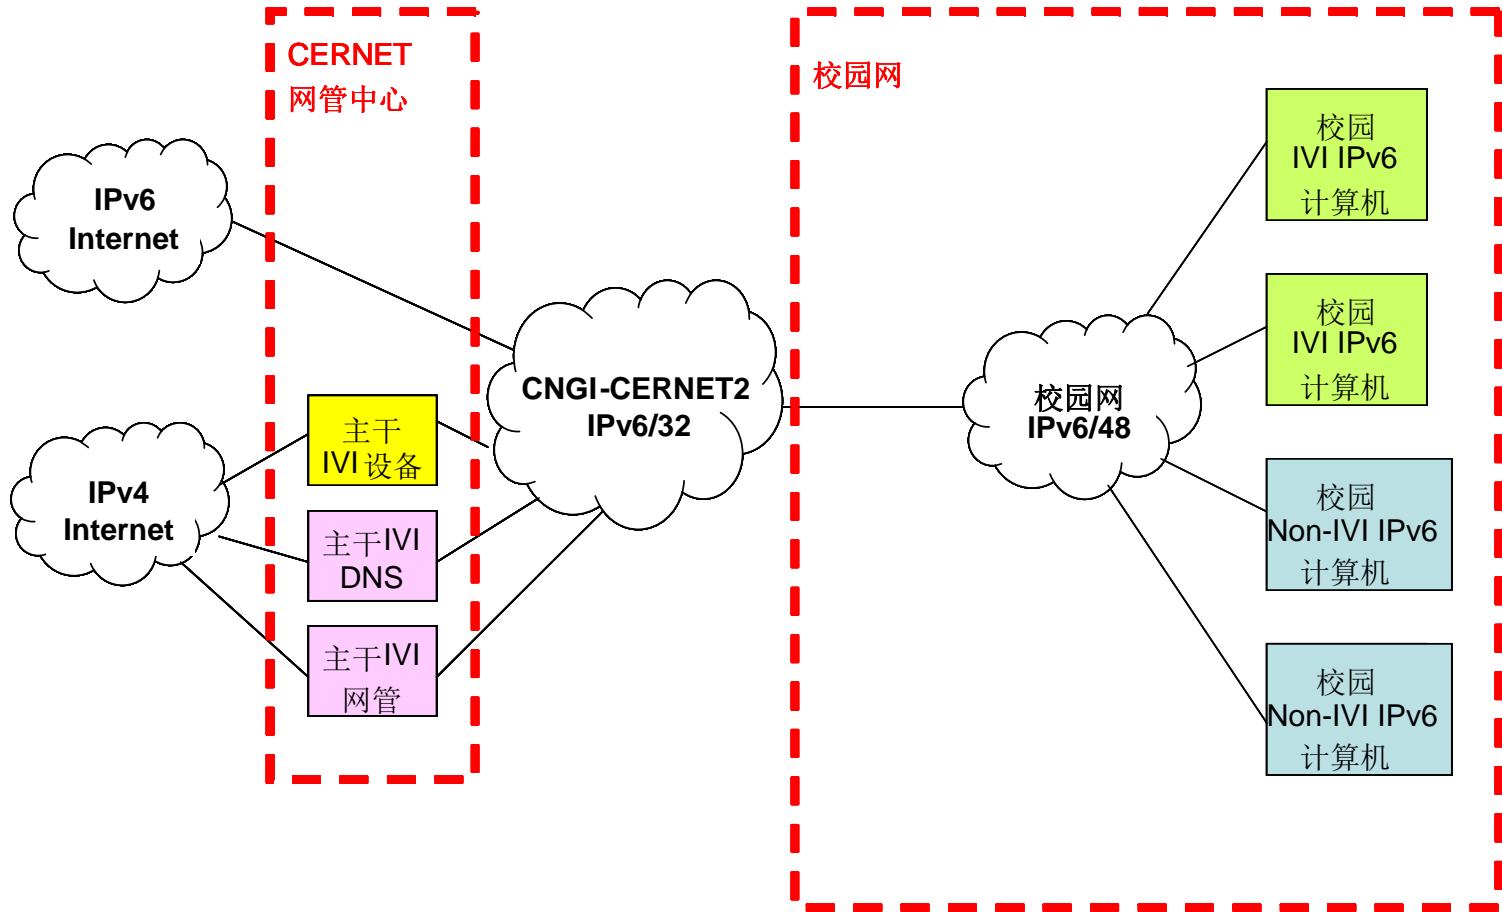 CERNET
网管中心
校园网
IPv6
Internet
IPv4
Internet
主干
IVI 设备
主干IVI
DNS
主干IVI
网管
CNGI-CERNET2
IPv6/32
校园网
IPv6/48
校园
IVI IPv6
计算机
校园
IVI IPv6
计算机
校园
Non-IVI IPv6
计算机
校园
Non-IVI IPv6
计算机